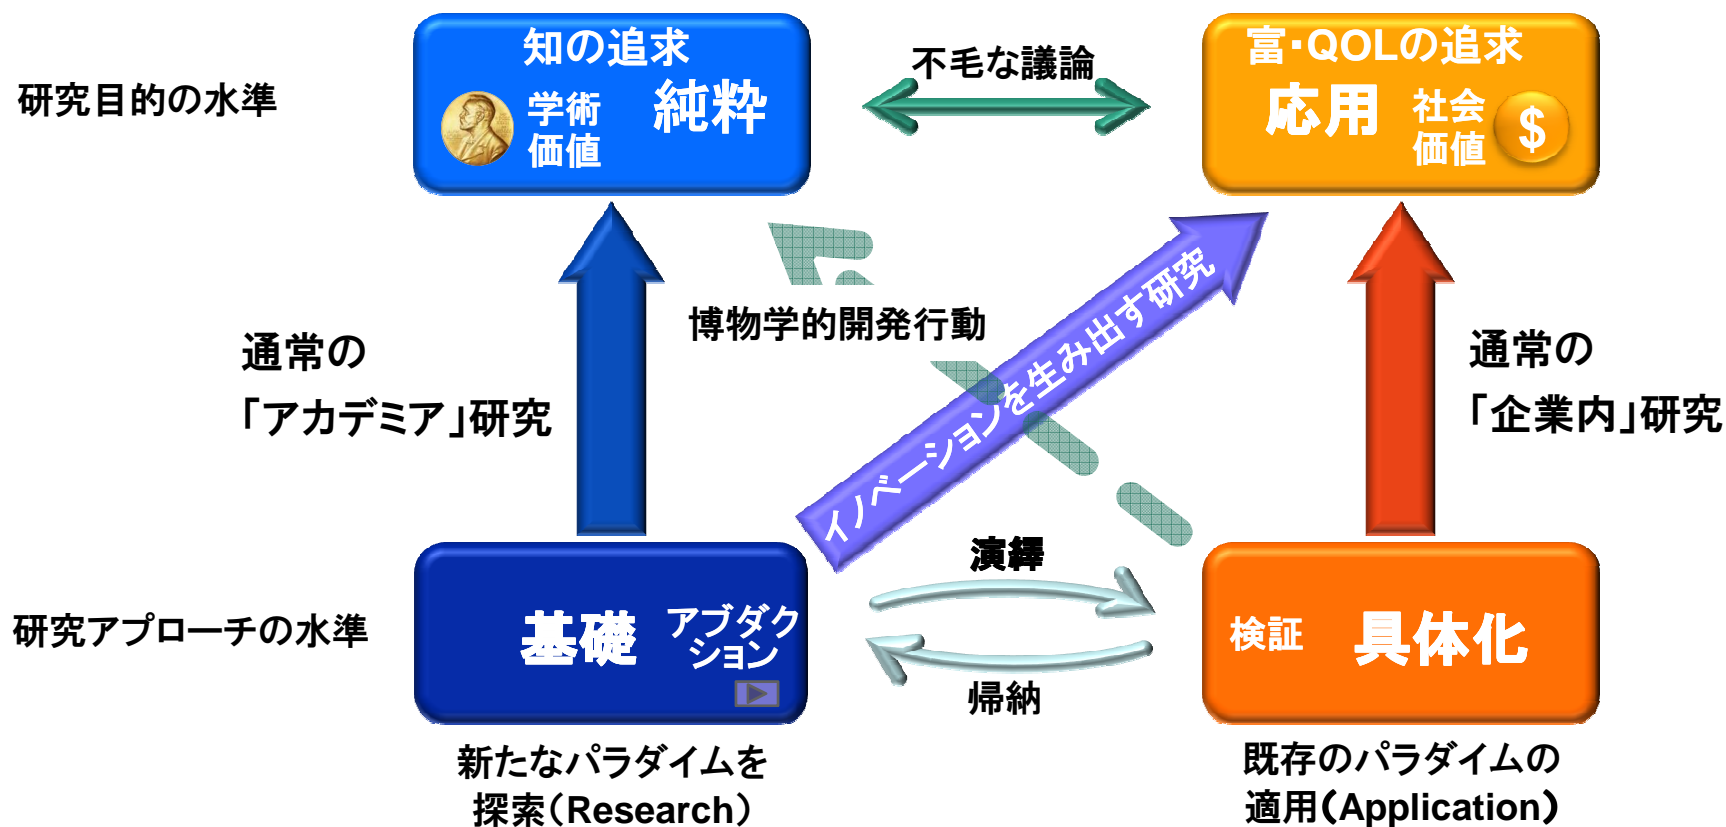 知の追求
富・QOLの追求
不毛な議論
研究目的の水準
学術
価値
純粋
応用
社会
価値
$
博物学的開発行動
イノベーションを生み出す研究
通常の
「アカデミア」研究
通常の
「企業内」研究
演繹
研究アプローチの水準
基礎
アブダク
ション
検証
具体化
帰納
新たなパラダイムを
探索(Research)
既存のパラダイムの
適用(Application)